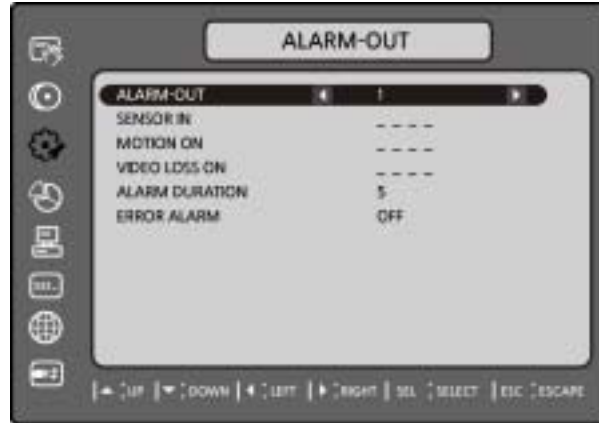 ALARM-OUT
ALARM-OUT 1
SENSOR IN _ _ _ _
MOTION ON _ _ _ _
VIDEO LOSS ON _ _ _ _
ALARM DURATION 5
ERROR ALARM OFF
UP | DOWN | LEFT | RIGHT | SEL SELECT | ESC ESCAPE